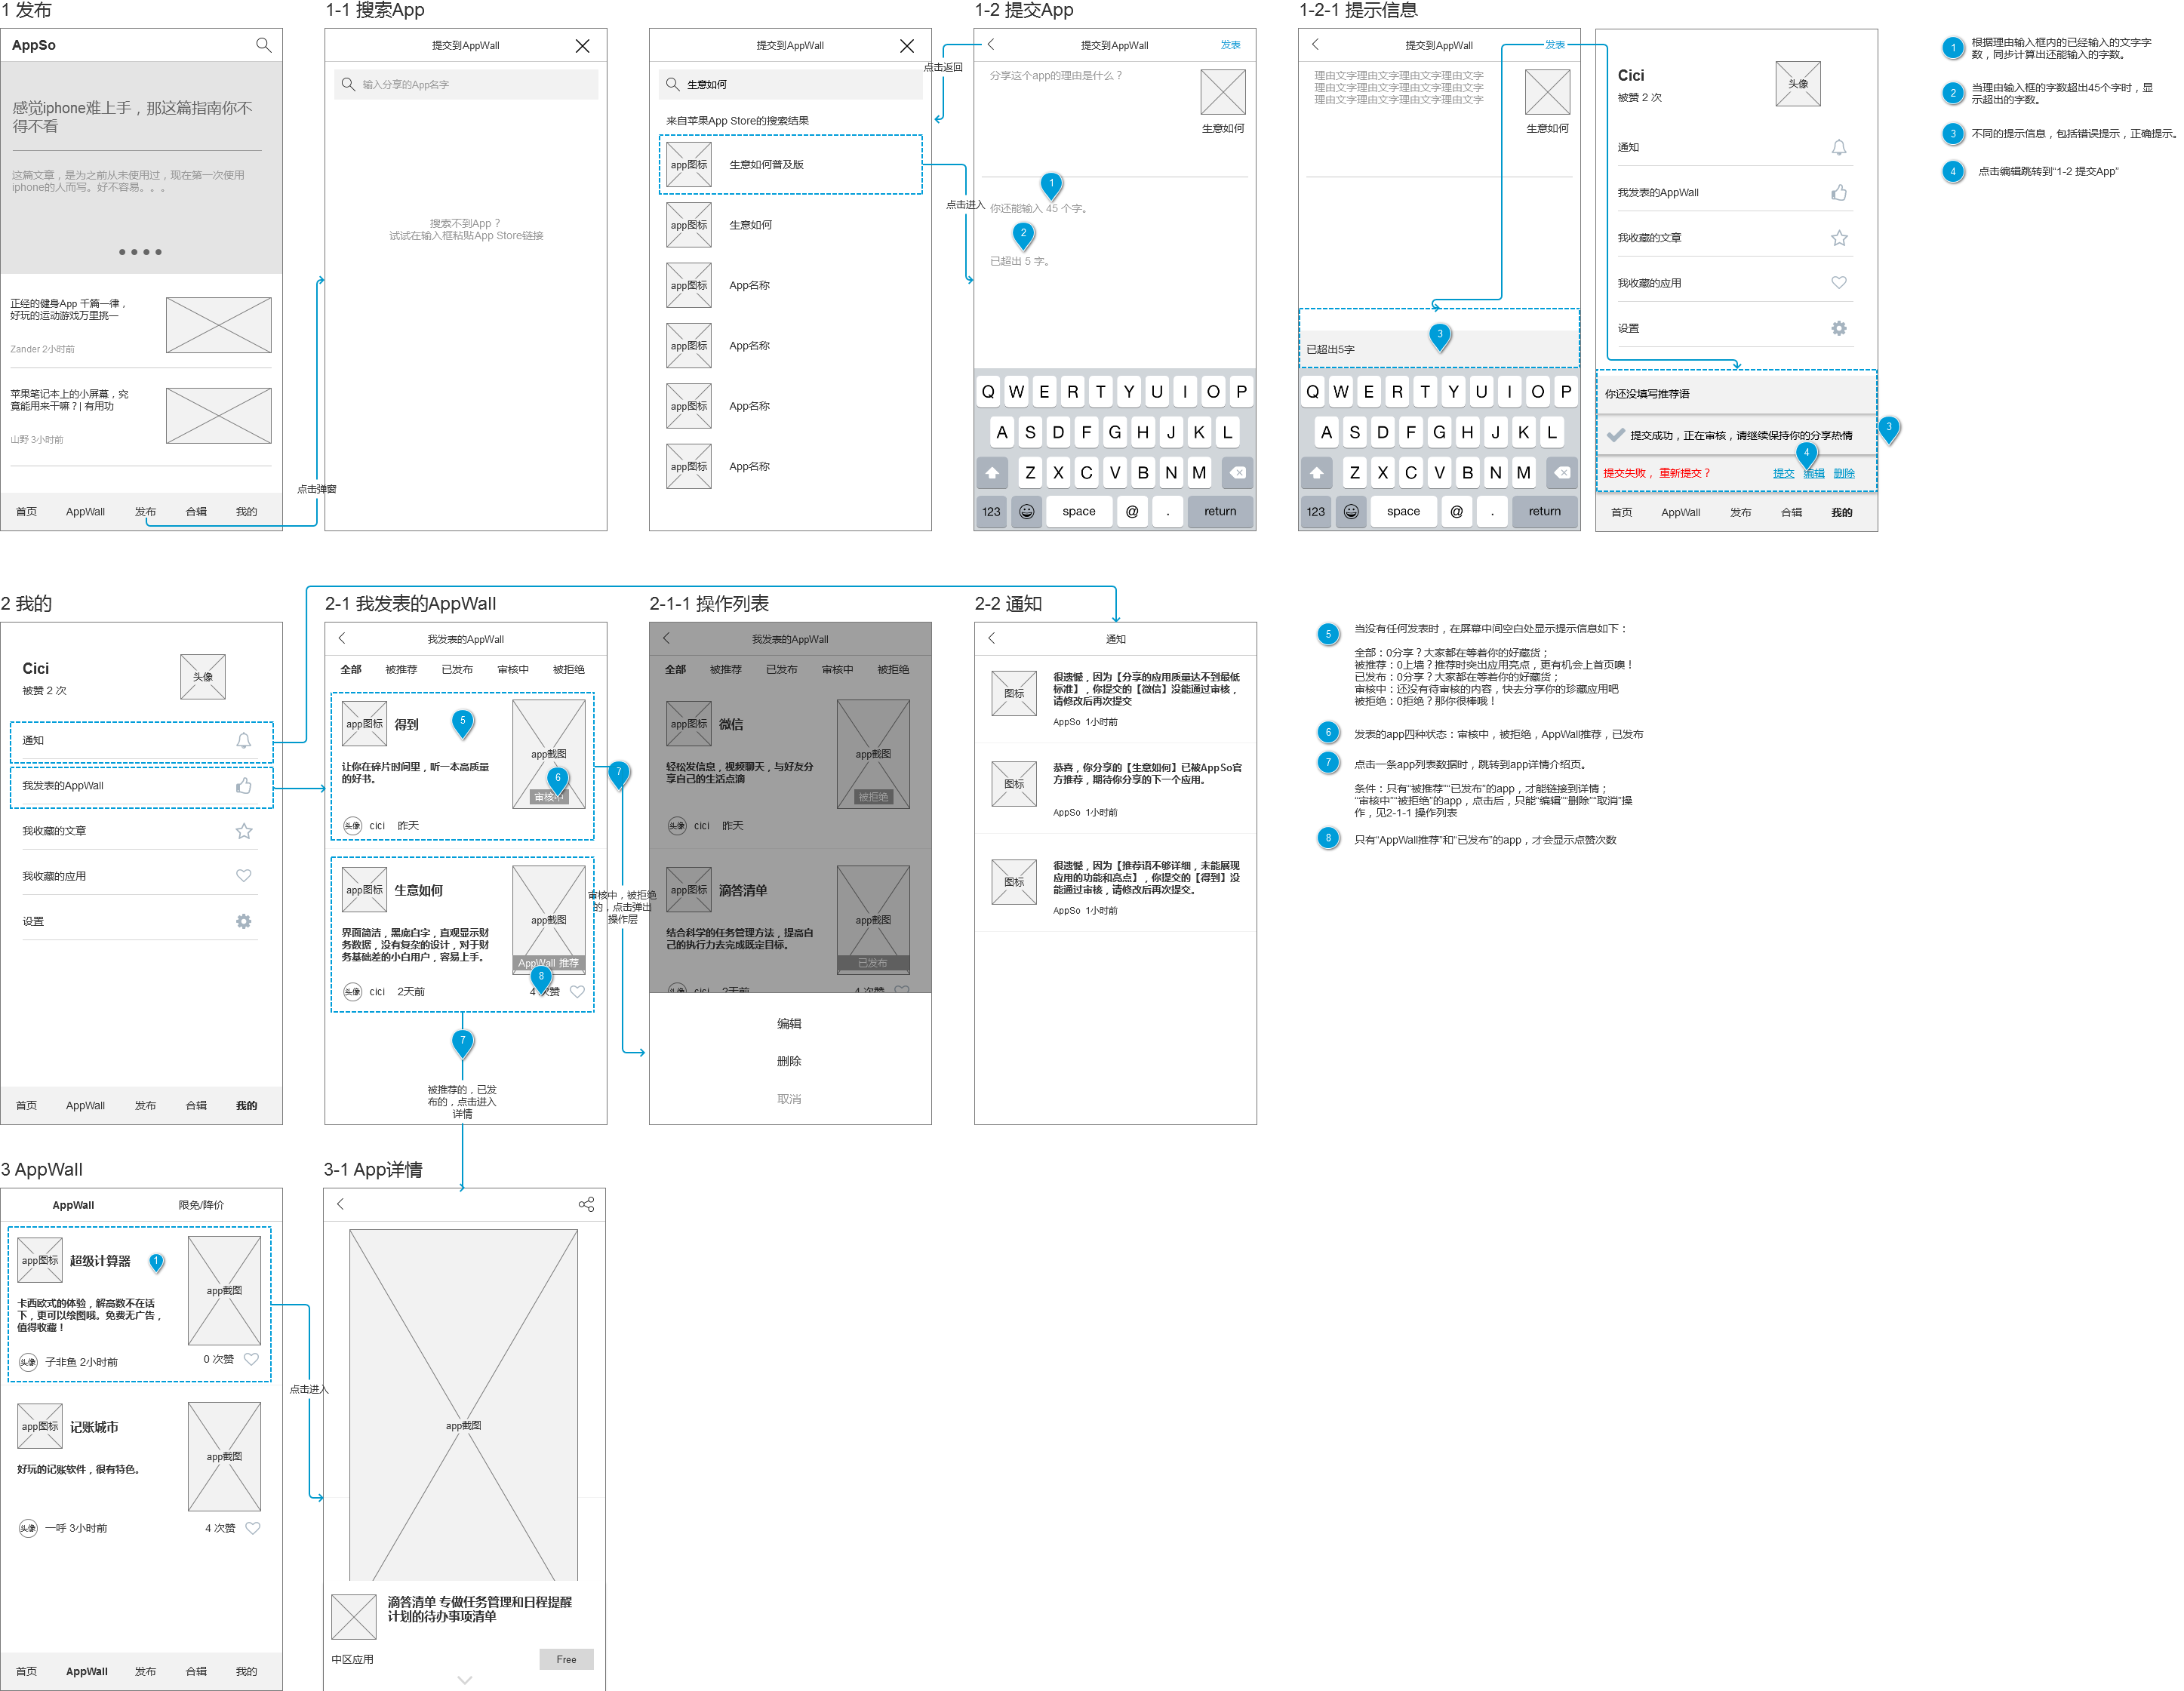 1 发布
AppSo
感觉iphone难上手，那这篇指南你不
得不看
这篇文章，是为之前从未使用过，现在第一次使用
iphone的人而写。好不容易。。。
正经的健身App 千篇一律，
好玩的运动游戏万里挑一
Zander 2小时前
苹果笔记本上的小屏幕，究
竟能用来干嘛？| 有用功
山野 3小时前
首页 AppWall 发布 合辑 我的
点击弹窗
1-1 搜索App
提交到AppWall
输入分享的App名字
搜索不到App？
试试在输入框粘贴App Store链接
提交到AppWall
生意如何
来自苹果App Store的搜索结果
app图标 生意如何普及版
app图标 生意如何
app图标 App名称
app图标 App名称
app图标 App名称
app图标 App名称
点击返回
点击进入
1-2 提交App
提交到AppWall 发表
分享这个app的理由是什么？
生意如何
1
你还能输入 45 个字。
2
已超出 5 字。
Q W E R T Y U I O P
A S D F G H J K L
Z X C V B N M
123 space @ . return
1-2-1 提示信息
提交到AppWall 发表
理由文字理由文字理由文字理由文字
理由文字理由文字理由文字理由文字
理由文字理由文字理由文字理由文字
生意如何
3
已超出5字
Q W E R T Y U I O P
A S D F G H J K L
Z X C V B N M
123 space @ . return
Cici
被赞 2 次
头像
通知
我发表的AppWall
我收藏的文章
我收藏的应用
设置
你还没填写推荐语
3
提交成功，正在审核，请继续保持你的分享热情
4
提交失败， 重新提交？ 提交 编辑 删除
首页 AppWall 发布 合辑 我的
1 根据理由输入框内的已经输入的文字字
数，同步计算出还能输入的字数。
2 当理由输入框的字数超出45个字时，显
示超出的字数。
3 不同的提示信息，包括错误提示，正确提示。
4 点击编辑跳转到“1-2 提交App”
2 我的
Cici
被赞 2 次
头像
通知
我发表的AppWall
我收藏的文章
我收藏的应用
设置
首页 AppWall 发布 合辑 我的
2-1 我发表的AppWall
我发表的AppWall
全部 被推荐 已发布 审核中 被拒绝
app图标 得到
5
让你在碎片时间里，听一本高质量
的好书。
app截图
6
审核中
头像 cici 昨天
7
app图标 生意如何
界面简洁，黑底白字，直观显示财
务数据，没有复杂的设计，对于财
务基础差的小白用户，容易上手。
app截图
AppWall 推荐
8
头像 cici 2天前 4 次赞
7
被推荐的，已发
布的，点击进入
详情
审核中，被拒绝
的，点击弹出
操作层
2-1-1 操作列表
我发表的AppWall
全部 被推荐 已发布 审核中 被拒绝
app图标 微信
轻松发信息，视频聊天，与好友分
享自己的生活点滴
app截图
被拒绝
头像 cici 昨天
app图标 滴答清单
结合科学的任务管理方法，提高自
己的执行力去完成既定目标。
app截图
已发布
头像 cici 2天前 4 次赞
编辑
删除
取消
2-2 通知
通知
图标
很遗憾，因为【分享的应用质量达不到最低
标准】，你提交的【微信】没能通过审核，
请修改后再次提交
AppSo 1小时前
图标
恭喜，你分享的【生意如何】已被AppSo官
方推荐，期待你分享的下一个应用。
AppSo 1小时前
图标
很遗憾，因为【推荐语不够详细，未能展现
应用的功能和亮点】，你提交的【得到】没
能通过审核，请修改后再次提交。
AppSo 1小时前
5 当没有任何发表时，在屏幕中间空白处显示提示信息如下：
全部：0分享？大家都在等着你的好藏货；
被推荐：0上墙？推荐时突出应用亮点，更有机会上首页噢！
已发布：0分享？大家都在等着你的好藏货；
审核中：还没有待审核的内容，快去分享你的珍藏应用吧
被拒绝：0拒绝？那你很棒哦！
6 发表的app四种状态：审核中，被拒绝，AppWall推荐，已发布
7 点击一条app列表数据时，跳转到app详情介绍页。
条件：只有“被推荐”“已发布”的app，才能链接到详情；
“审核中”“被拒绝”的app，点击后，只能“编辑”“删除”“取消”操
作，见2-1-1 操作列表
8 只有“AppWall推荐”和“已发布”的app，才会显示点赞次数
3 AppWall
AppWall 限免/降价
app图标 超级计算器
1
卡西欧式的体验，解高数不在话
下，更可以绘图哦。免费无广告，
值得收藏！
app截图
头像 子非鱼 2小时前 0 次赞
app图标 记账城市
好玩的记账软件，很有特色。
app截图
头像 一呼 3小时前 4 次赞
首页 AppWall 发布 合辑 我的
点击进入
3-1 App详情
app截图
滴答清单 专做任务管理和日程提醒
计划的待办事项清单
中区应用 Free